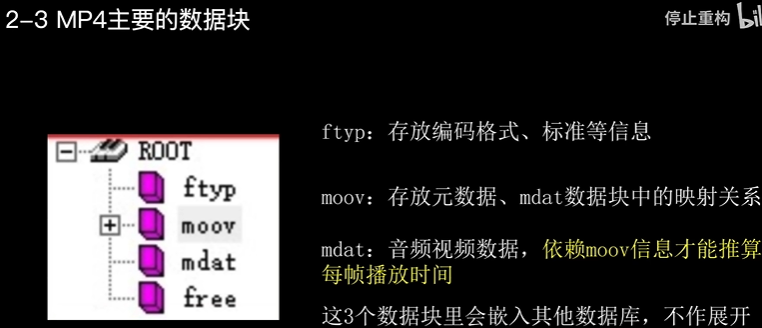 2-3 MP4主要的数据块
停止重构
ROOT
ftyp
moov
mdat
free
ftyp: 存放编码格式、标准等信息
moov: 存放元数据、mdat数据块中的映射关系
mdat: 音频视频数据，依赖moov信息才能推算
每帧播放时间
这3个数据块里会嵌入其他数据库，不作展开